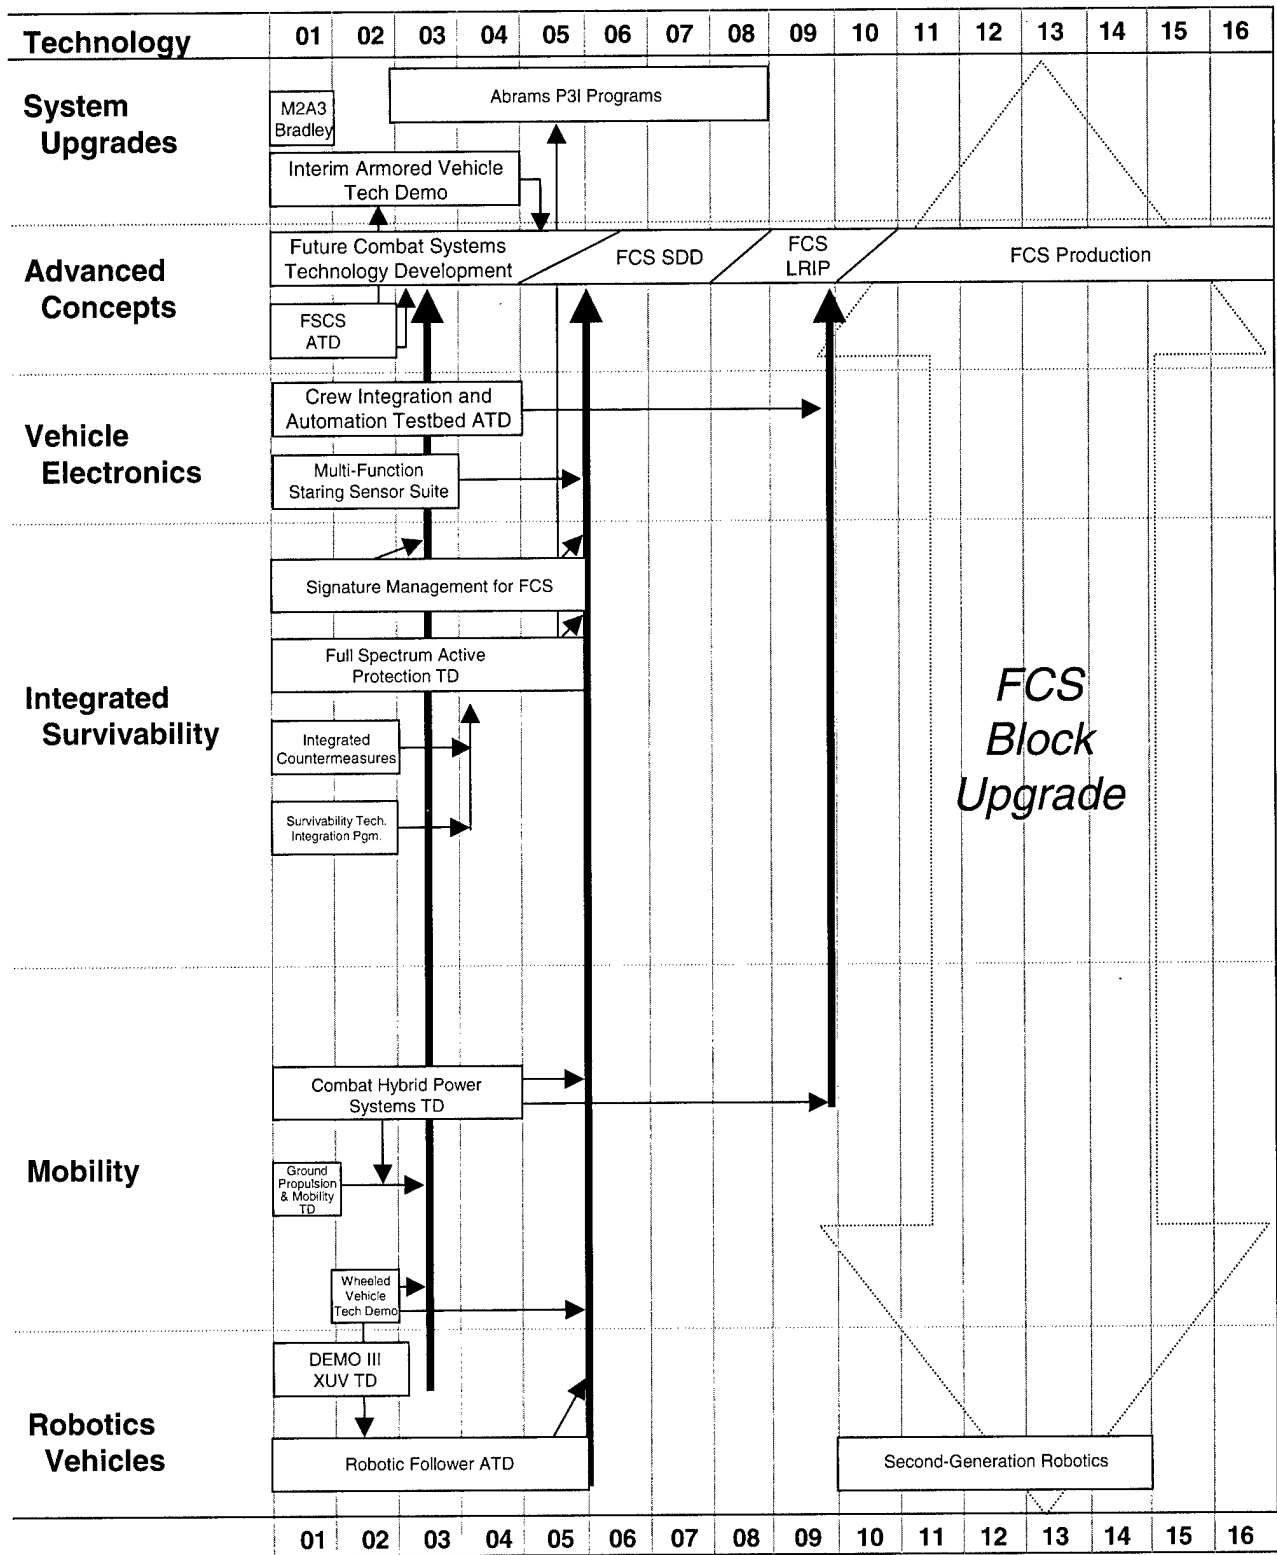 Technology 01 02 03 04 05 06 07 08 09 10 11 12 13 14 15 16
System
Upgrades
M2A3
Bradley
Abrams P3I Programs
Interim Armored Vehicle
Tech Demo
Advanced
Concepts
Future Combat Systems
Technology Development
FCS SDD
FCS
LRIP
FCS Production
FSCS
ATD
Vehicle
Electronics
Crew Integration and
Automation Testbed ATD
Multi-Function
Staring Sensor Suite
Integrated
Survivability
Signature Management for FCS
Full Spectrum Active
Protection TD
Integrated
Countermeasures
Survivability Tech.
Integration Pgm.
FCS
Block
Upgrade
Mobility
Combat Hybrid Power
Systems TD
Ground
Propulsion
& Mobility
TD
Wheeled
Vehicle
Tech Demo
Robotics
Vehicles
DEMO III
XUV TD
Robotic Follower ATD
Second-Generation Robotics
01 02 03 04 05 06 07 08 09 10 11 12 13 14 15 16